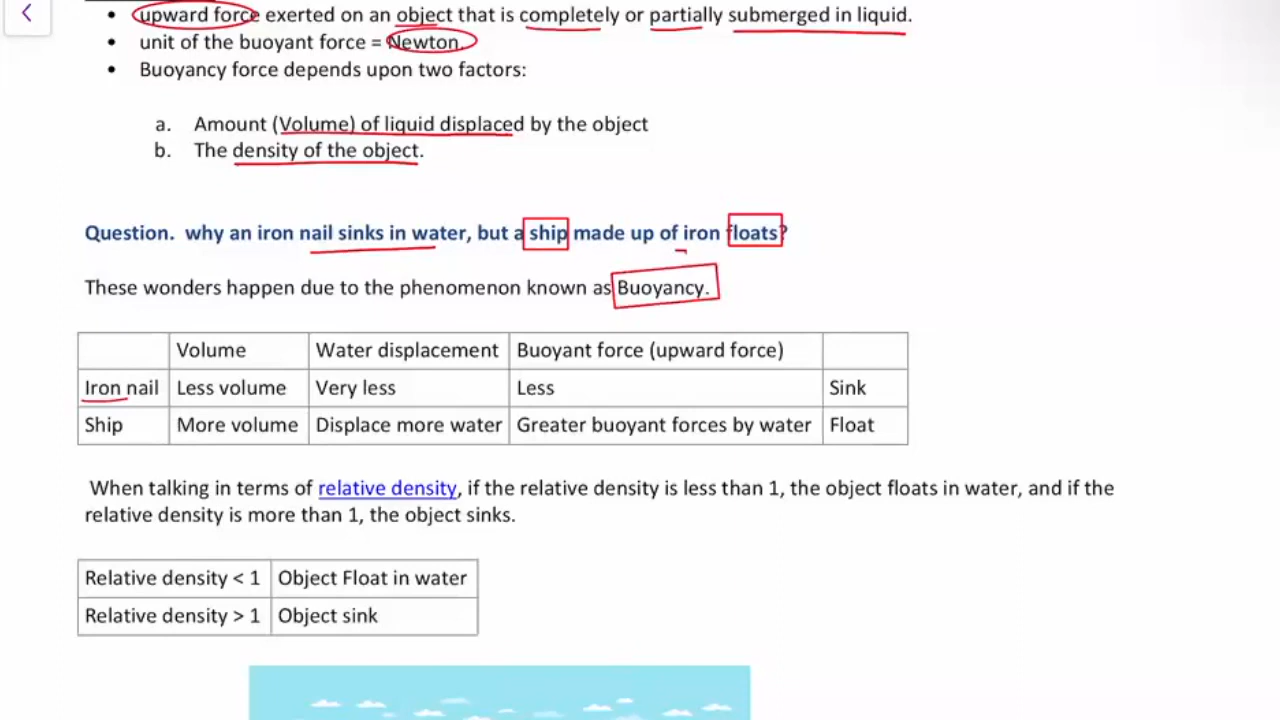 • upward force exerted on an object that is completely or partially submerged in liquid.
• unit of the buoyant force = Newton.
• Buoyancy force depends upon two factors:
a. Amount (Volume) of liquid displaced by the object
b. The density of the object.
Question. why an iron nail sinks in water, but a ship made up of iron floats?
These wonders happen due to the phenomenon known as Buoyancy.
Volume Water displacement Buoyant force (upward force)
Iron nail Less volume Very less Less Sink
Ship More volume Displace more water Greater buoyant forces by water Float
When talking in terms of relative density, if the relative density is less than 1, the object floats in water, and if the
relative density is more than 1, the object sinks.
Relative density < 1 Object Float in water
Relative density > 1 Object sink